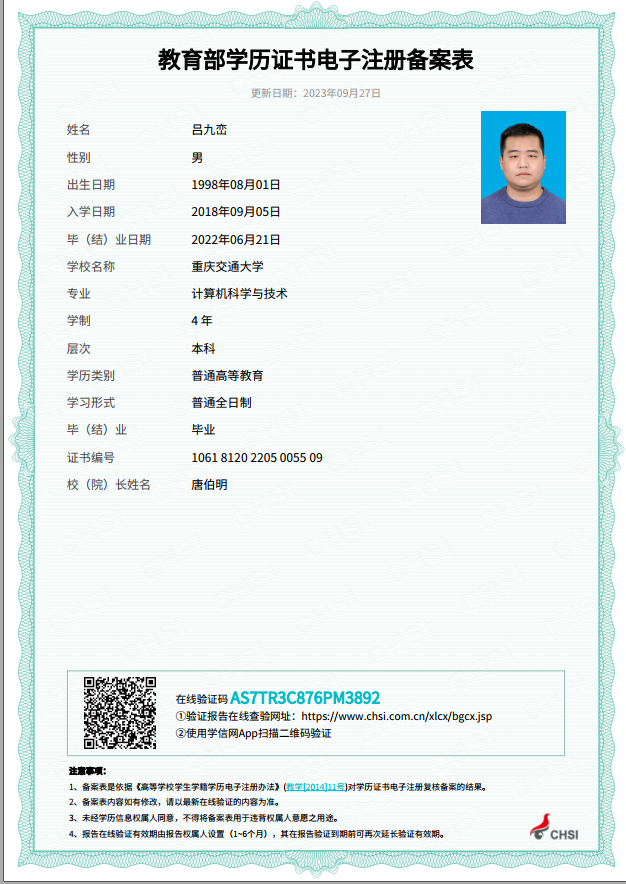 教育部学历证书电子注册备案表
更新日期：2023年09月27日
姓名 吕九峦
性别 男
出生日期 1998年08月01日
入学日期 2018年09月05日
毕（结）业日期 2022年06月21日
学校名称 重庆交通大学
专业 计算机科学与技术
学制 4 年
层次 本科
学历类别 普通高等教育
学习形式 普通全日制
毕（结）业 毕业
证书编号 1061 8120 2205 0055 09
校（院）长姓名 唐伯明
在线验证码 AS7TR3C876PM3892
①验证报告在线查验网址：https://www.chsi.com.cn/xlcx/bgcx.jsp
②使用学信网App扫描二维码验证
注意事项：
1、备案表是依据《高等学校学生学籍学历电子注册办法》(教学[2014]11号)对学历证书电子注册复核备案的结果。
2、备案表内容如有修改，请以最新在线验证的内容为准。
3、未经学历信息权属人同意，不得将备案表用于违背权属人意愿之用途。
4、报告在线验证有效期由报告权属人设置（1~6个月），其在报告验证到期前可再次延长验证有效期。
CHSI